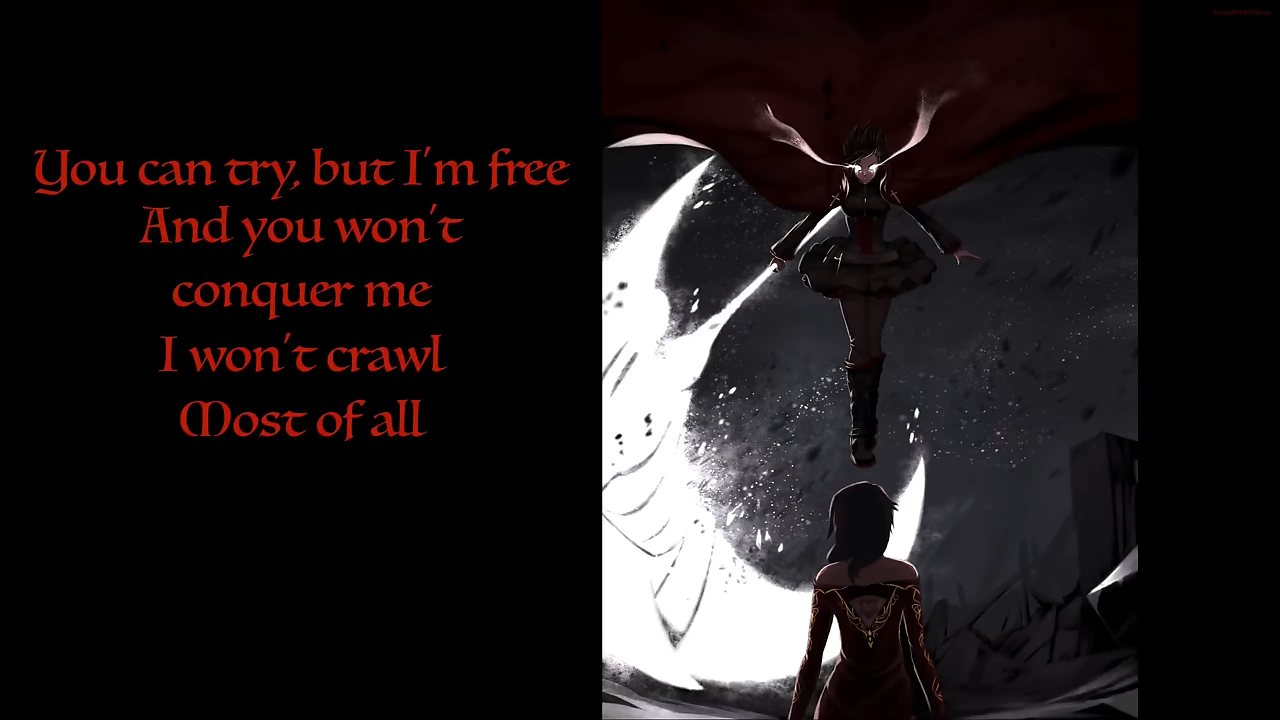 You can try, but I'm free
And you won't
conquer me
I won't crawl
Most of all